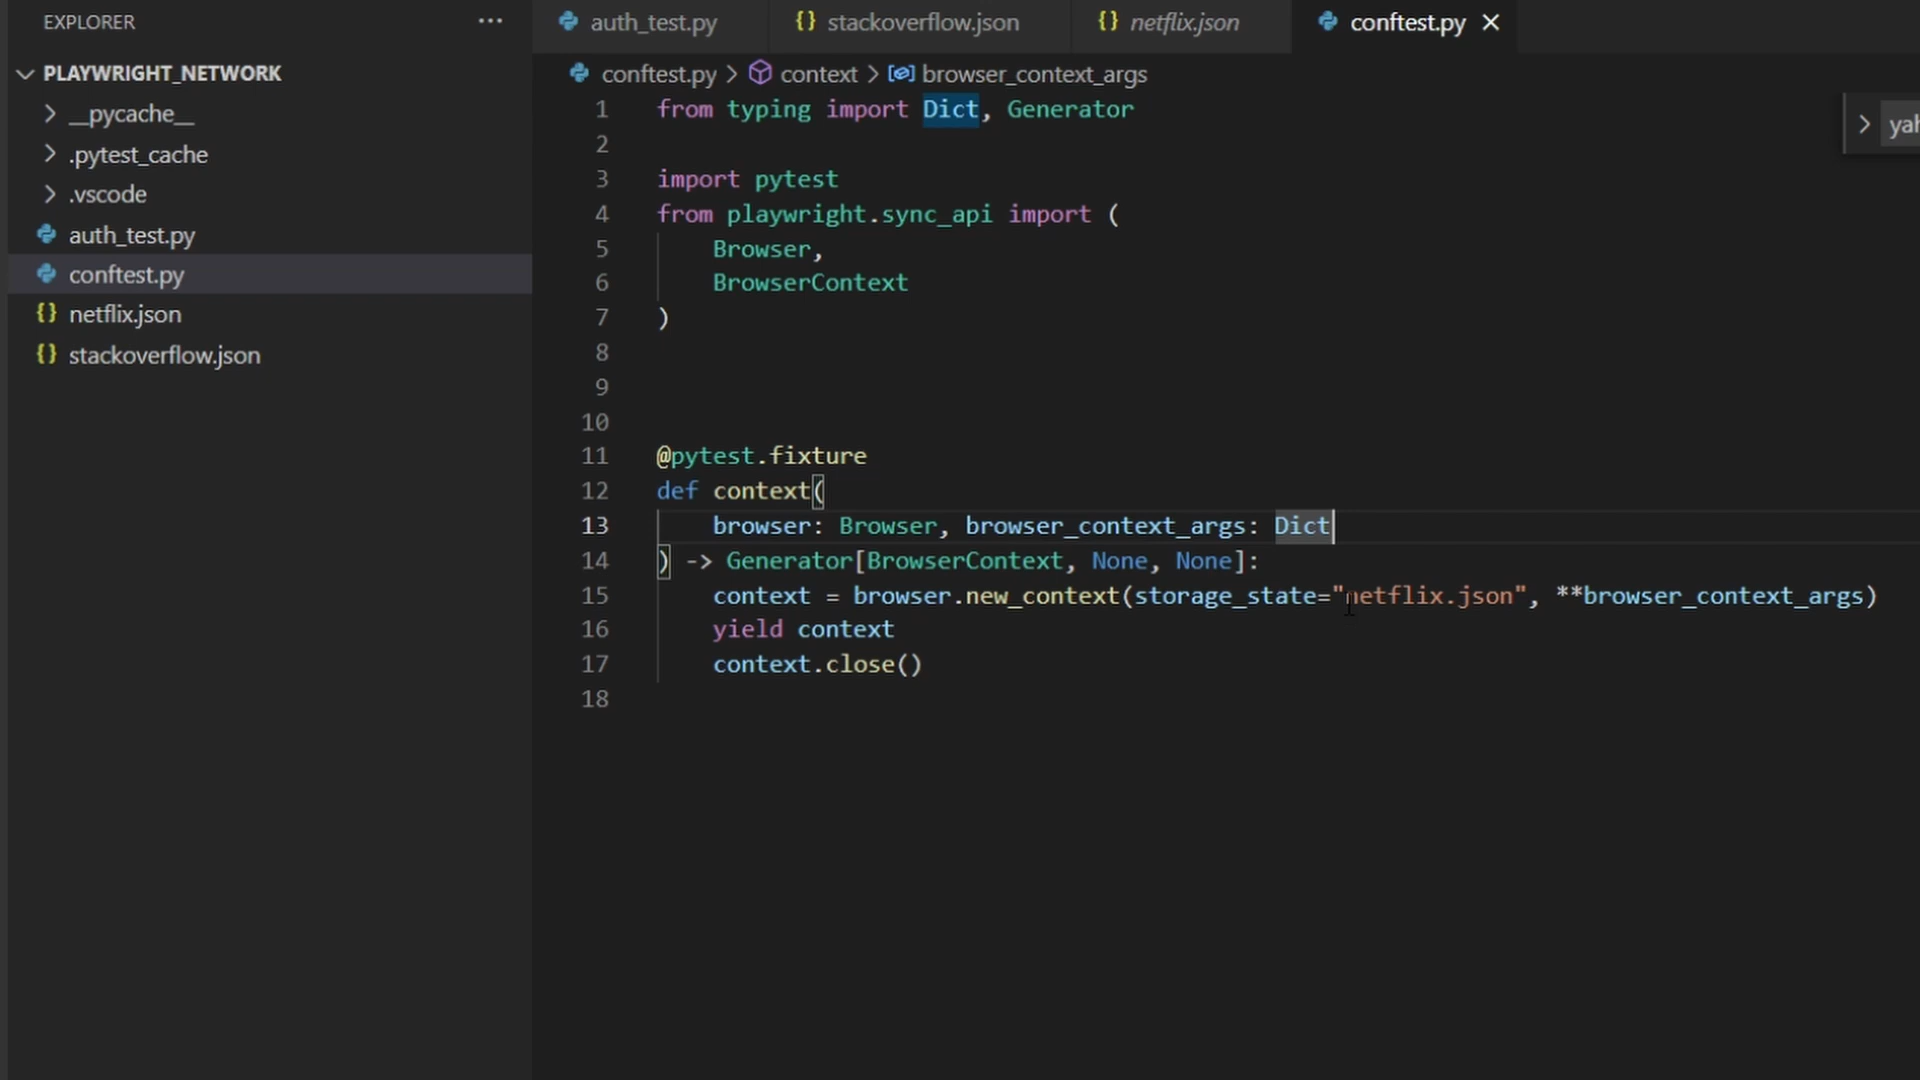 EXPLORER
PLAYWRIGHT_NETWORK
__pycache__
.pytest_cache
.vscode
auth_test.py
conftest.py
netflix.json
stackoverflow.json
auth_test.py
stackoverflow.json
netflix.json
conftest.py
conftest.py > context > browser_context_args
1 from typing import Dict, Generator
2
3 import pytest
4 from playwright.sync_api import (
5     Browser,
6     BrowserContext
7 )
8
9
10
11 @pytest.fixture
12 def context(
13     browser: Browser, browser_context_args: Dict
14 ) -> Generator[BrowserContext, None, None]:
15     context = browser.new_context(storage_state="netflix.json", **browser_context_args)
16     yield context
17     context.close()
18